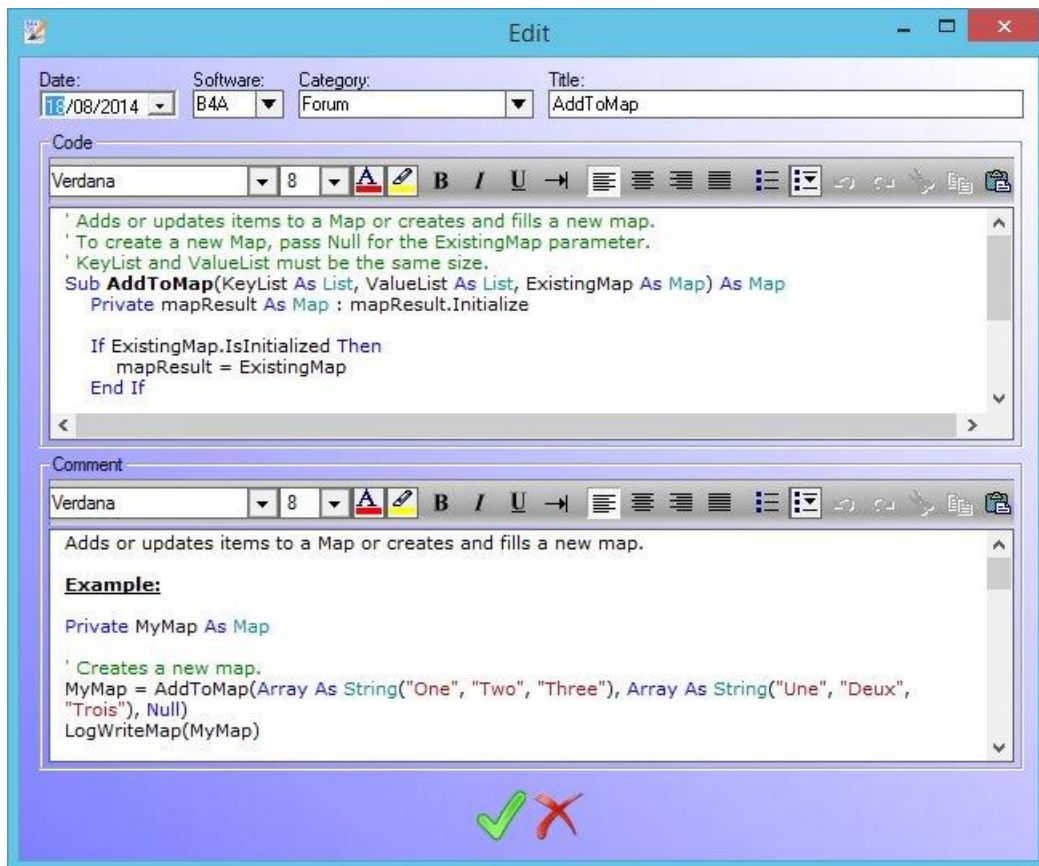 Edit
Date: Software: Category: Title:
18/08/2014 B4A Forum AddToMap
Code
Verdana 8 A B I U
' Adds or updates items to a Map or creates and fills a new map.
' To create a new Map, pass Null for the ExistingMap parameter.
' KeyList and ValueList must be the same size.
Sub AddToMap(KeyList As List, ValueList As List, ExistingMap As Map) As Map
Private mapResult As Map : mapResult.Initialize
If ExistingMap.IsInitialized Then
mapResult = ExistingMap
End If
Comment
Verdana 8 A B I U
Adds or updates items to a Map or creates and fills a new map.
Example:
Private MyMap As Map
' Creates a new map.
MyMap = AddToMap(Array As String("One", "Two", "Three"), Array As String("Une", "Deux",
"Trois"), Null)
LogWriteMap(MyMap)